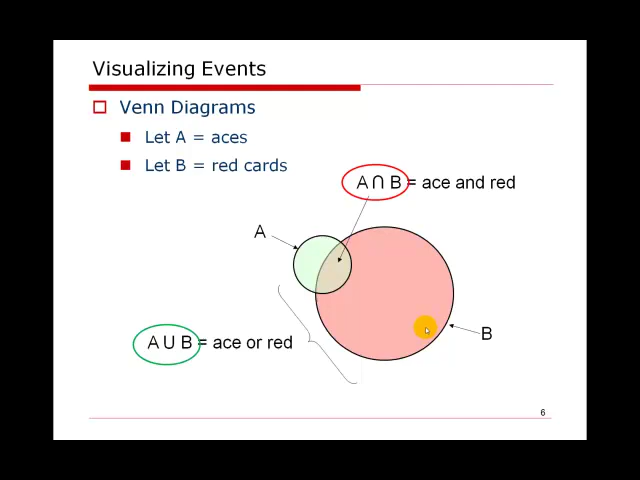 Visualizing Events
Venn Diagrams
Let A = aces
Let B = red cards
A ∩ B = ace and red
A
B
A ∪ B = ace or red
6